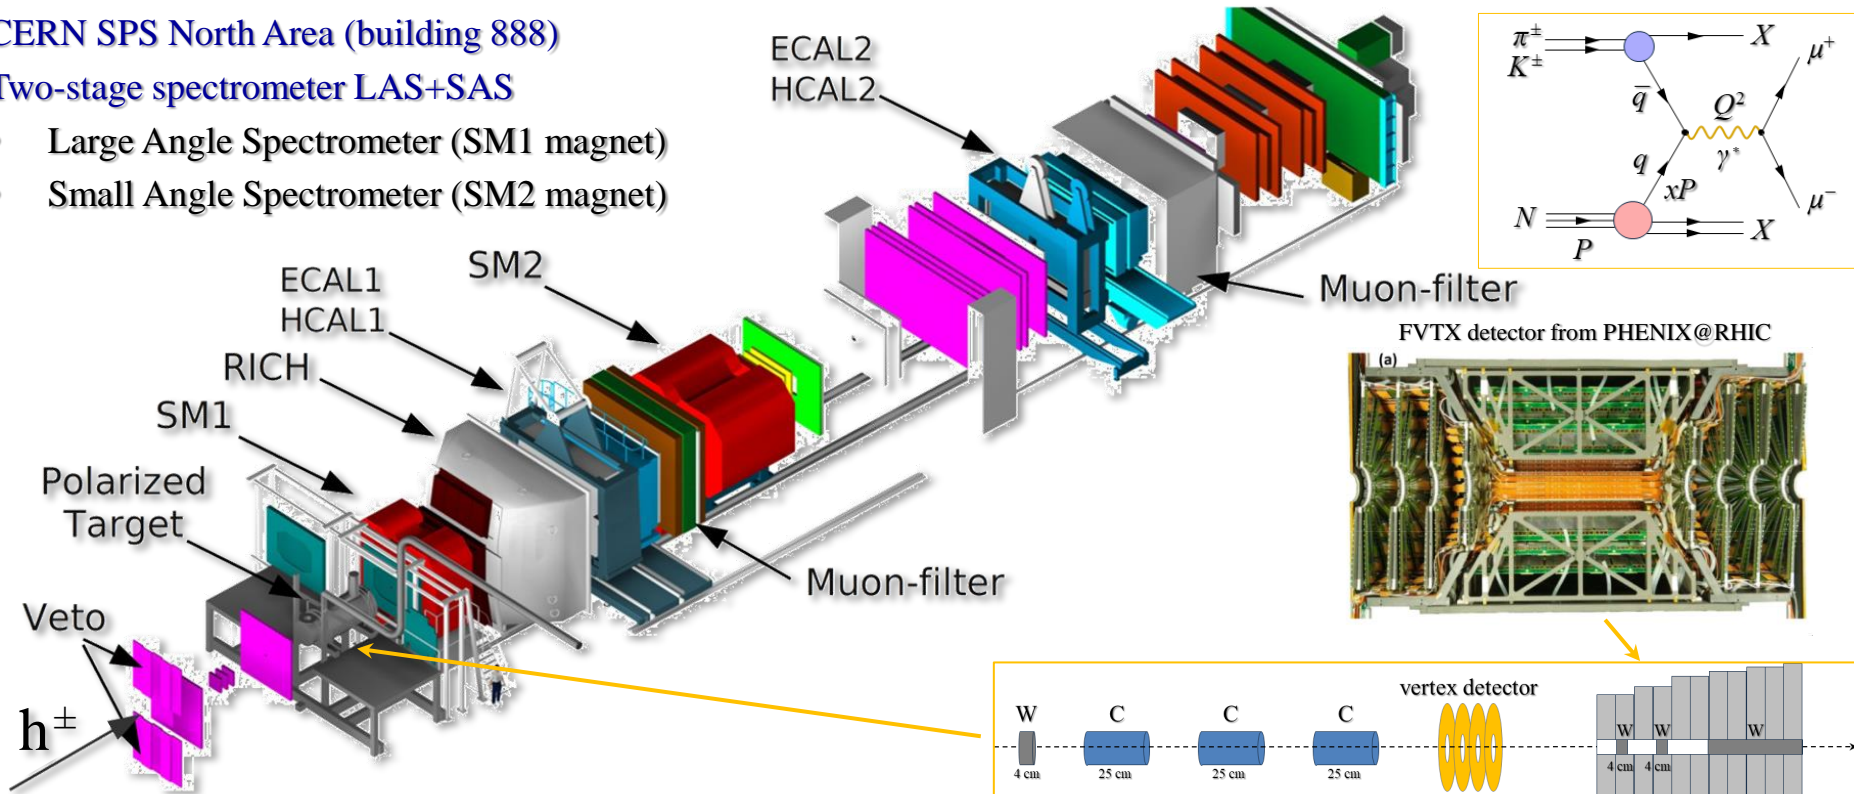 CERN SPS North Area (building 888)
Two-stage spectrometer LAS+SAS
Large Angle Spectrometer (SM1 magnet)
Small Angle Spectrometer (SM2 magnet)
ECAL2
HCAL2
π± X μ+
K±
q̄ Q²
q γ*
xP μ−
N X
P
SM2
ECAL1
HCAL1
Muon-filter
RICH
FVTX detector from PHENIX@RHIC
(a)
SM1
Polarized
Target
Muon-filter
Veto
h±
vertex detector
W C C C
W W W
4 cm 25 cm 25 cm 25 cm
4 cm 4 cm